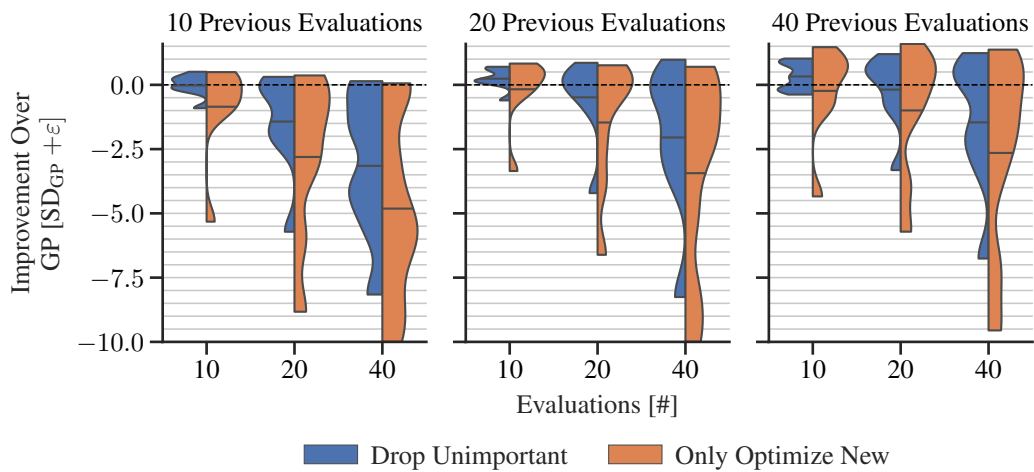 10 Previous Evaluations
20 Previous Evaluations
40 Previous Evaluations
Improvement Over
GP [SD_GP +ε]
0.0
−2.5
−5.0
−7.5
−10.0
10 20 40
10 20 40
10 20 40
Evaluations [#]
Drop Unimportant
Only Optimize New